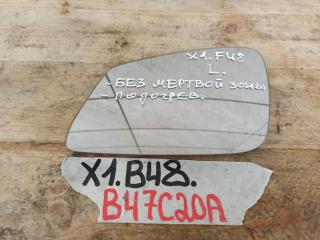 X1.F48
L.
- БЕЗ МЕРТВОЙ ЗОНЫ
- ПОДОГРЕВ.
X1.B48.
B47C20A